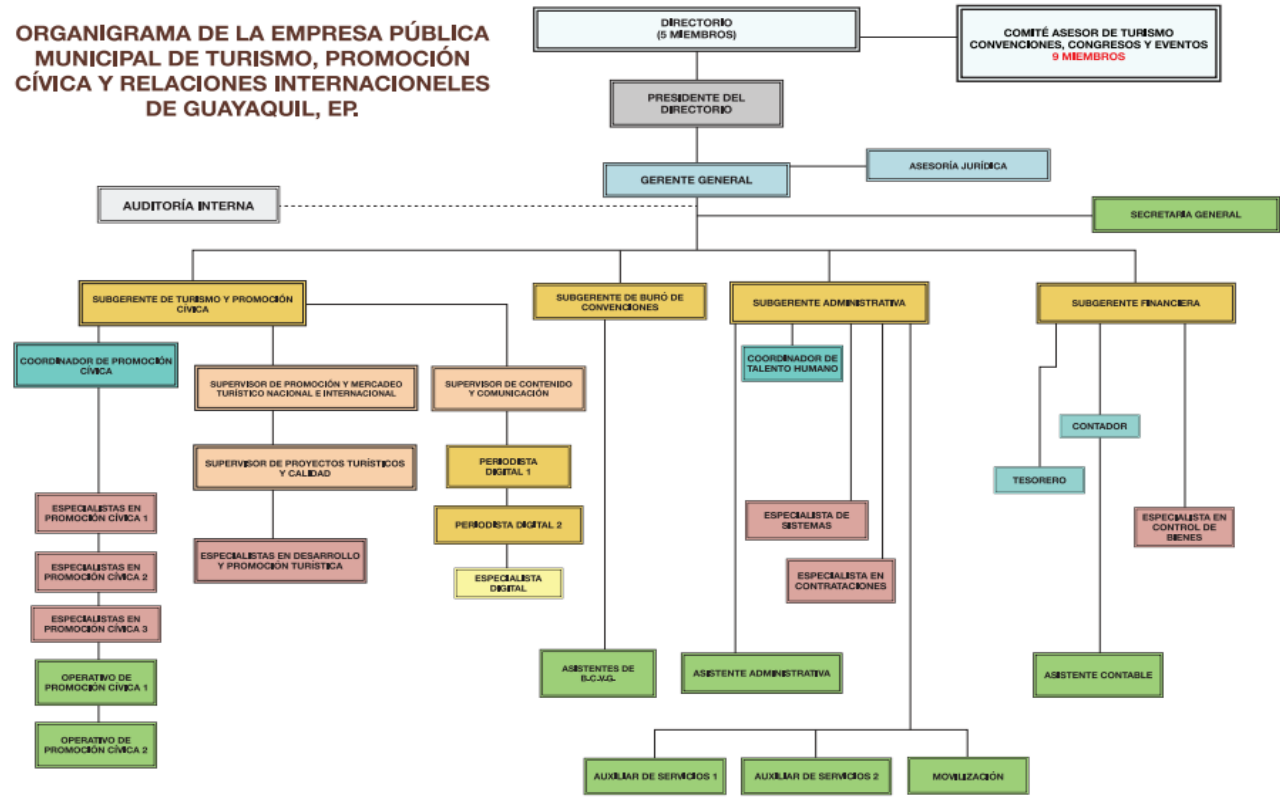 ORGANIGRAMA DE LA EMPRESA PÚBLICA
MUNICIPAL DE TURISMO, PROMOCIÓN
CÍVICA Y RELACIONES INTERNACIONELES
DE GUAYAQUIL, EP.
DIRECTORIO
(5 MIEMBROS)
COMITÉ ASESOR DE TURISMO
CONVENCIONES, CONGRESOS Y EVENTOS
9 MIEMBROS
PRESIDENTE DEL
DIRECTORIO
GERENTE GENERAL
ASESORÍA JURÍDICA
AUDITORÍA INTERNA
SECRETARÍA GENERAL
SUBGERENTE DE TURISMO Y PROMOCIÓN
CIVICA
SUBGERENTE DE BURÓ DE
CONVENCIONES
SUBGERENTE ADMINISTRATIVA
SUBGERENTE FINANCIERA
COORDINADOR DE PROMOCIÓN
CÍVICA
SUPERVISOR DE PROMOCIÓN Y MERCADEO
TURÍSTICO NACIONAL E INTERNACIONAL
SUPERVISOR DE CONTENIDO
Y COMUNICACIÓN
COORDINADOR DE
TALENTO HUMANO
CONTADOR
SUPERVISOR DE PROYECTOS TURÍSTICOS
Y CALIDAD
PERIODISTA
DIGITAL 1
TESORERO
ESPECIALISTAS EN
PROMOCIÓN CÍVICA 1
PERIODISTA DIGITAL 2
ESPECIALISTA DE
SISTEMAS
ESPECIALISTA EN
CONTROL DE
BIENES
ESPECIALISTAS EN
PROMOCIÓN CÍVICA 2
ESPECIALISTAS EN DESARROLLO
Y PROMOCIÓN TURÍSTICA
ESPECIALISTA
DIGITAL
ESPECIALISTA EN
CONTRATACIONES
ESPECIALISTAS EN
PROMOCIÓN CÍVICA 3
OPERATIVO DE
PROMOCIÓN CÍVICA 1
ASISTENTES DE
B.C.V.G.
ASISTENTE ADMINISTRATIVA
ASISTENTE CONTABLE
OPERATIVO DE
PROMOCIÓN CÍVICA 2
AUXILIAR DE SERVICIOS 1
AUXILIAR DE SERVICIOS 2
MOVILIZACIÓN